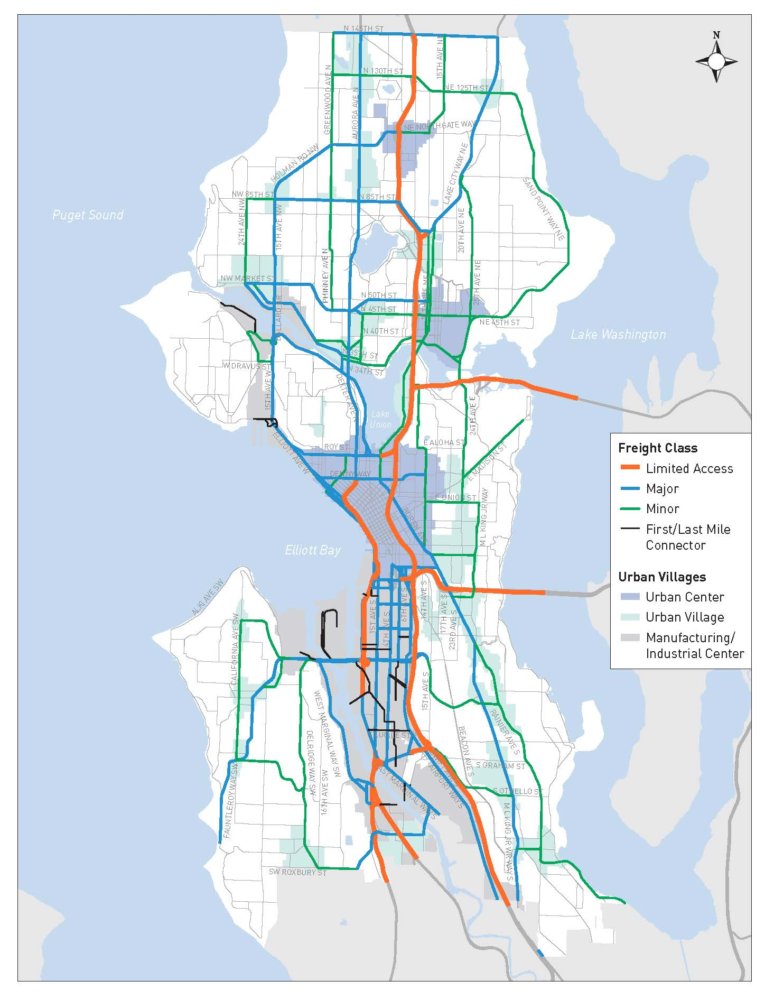 N
N 145TH ST
15TH AVE NE
N 130TH ST
GREENWOOD AVE N
NE 125TH ST
AURORA AVE N
NE NORTHGATE WAY
HOLMAN RD NW
LAKE CITY WAY NE
SAND POINT WAY NE
NW 85TH ST
N 85TH ST
24TH AVE NW
15TH AVE NW
20TH AVE NE
Puget Sound
PHINNEY AVE N
25TH AVE NE
NW MARKET ST
N 50TH ST
BALLARD BR
N 45TH ST
NE 45TH ST
N 40TH ST
Lake Washington
N 35TH ST
W DRAVUS ST
N 34TH ST
DEXTER AVE N
15TH AVE W
24TH AVE E
Lake
Union
ELLIOTT AVE W
ROY ST
E ALOHA ST
E MADISON ST
DENNY WAY
E UNION ST
M L KING JR WAY
BOREN AVE
Elliott Bay
Freight Class
Limited Access
Major
Minor
First/Last Mile
Connector
Urban Villages
Urban Center
Urban Village
Manufacturing/
Industrial Center
ALKI AVE SW
CALIFORNIA AVE SW
1ST AVE S
4TH AVE S
6TH AVE S
14TH AVE S
17TH AVE S
23RD AVE S
15TH AVE S
WEST MARGINAL WAY SW
DELRIDGE WAY SW
16TH AVE SW
FAUNTLEROY WAY SW
LUCILE ST
RAINIER AVE S
BEACON AVE S
S GRAHAM ST
SWIFT AVE S
AIRPORT WAY S
EAST MARGINAL WAY S
S OTHELLO ST
SW ROXBURY ST